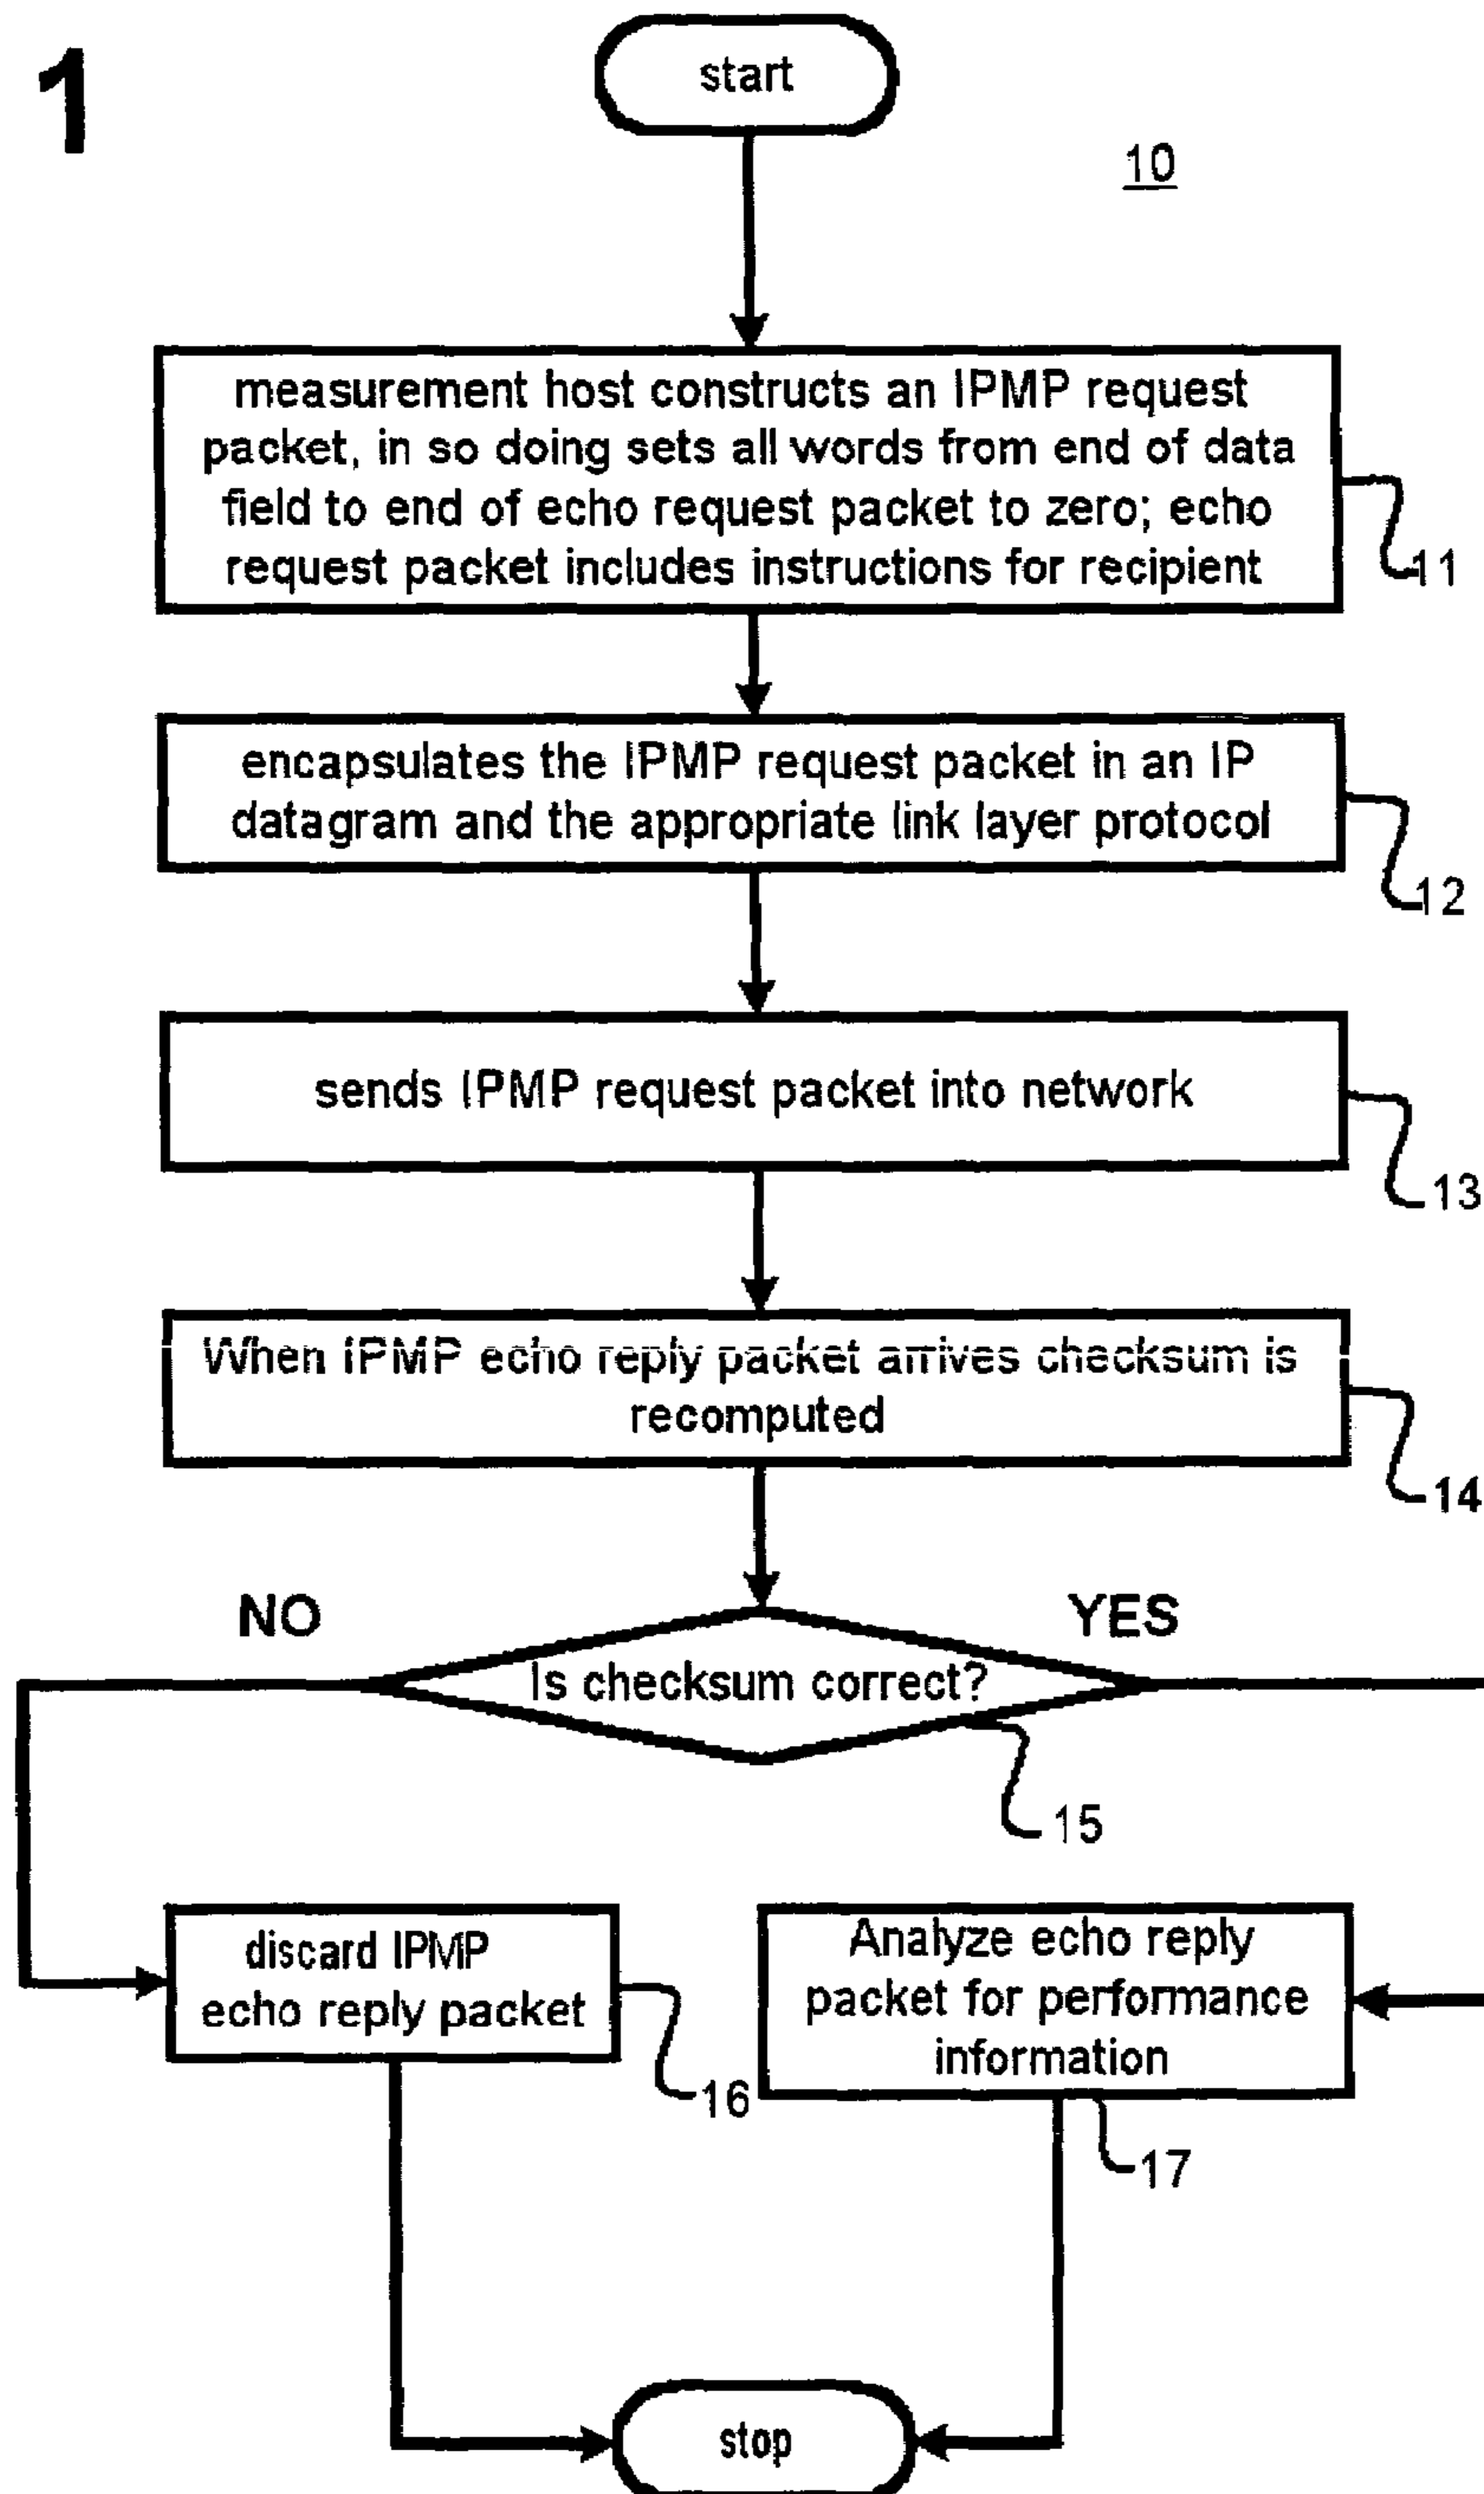 1
start
10
measurement host constructs an IPMP request
packet, in so doing sets all words from end of data
field to end of echo request packet to zero; echo
request packet includes instructions for recipient
11
encapsulates the IPMP request packet in an IP
datagram and the appropriate link layer protocol
12
sends IPMP request packet into network
13
When IPMP echo reply packet arrives checksum is
recomputed
14
NO
YES
Is checksum correct?
15
discard IPMP
echo reply packet
16
Analyze echo reply
packet for performance
information
17
stop